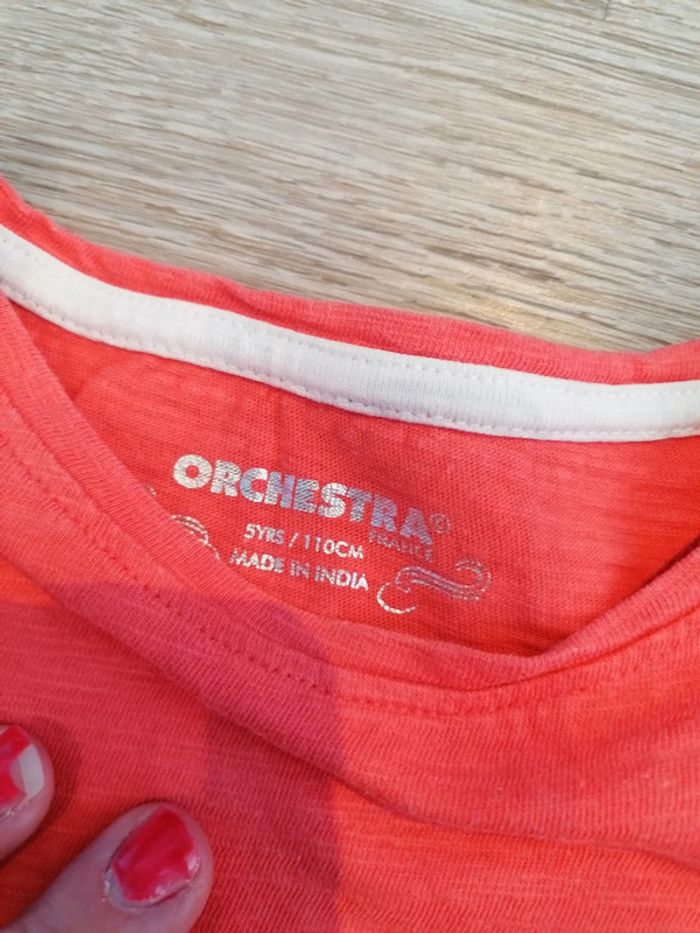 ORCHESTRA®
FRANCE
5YRS / 110CM
MADE IN INDIA